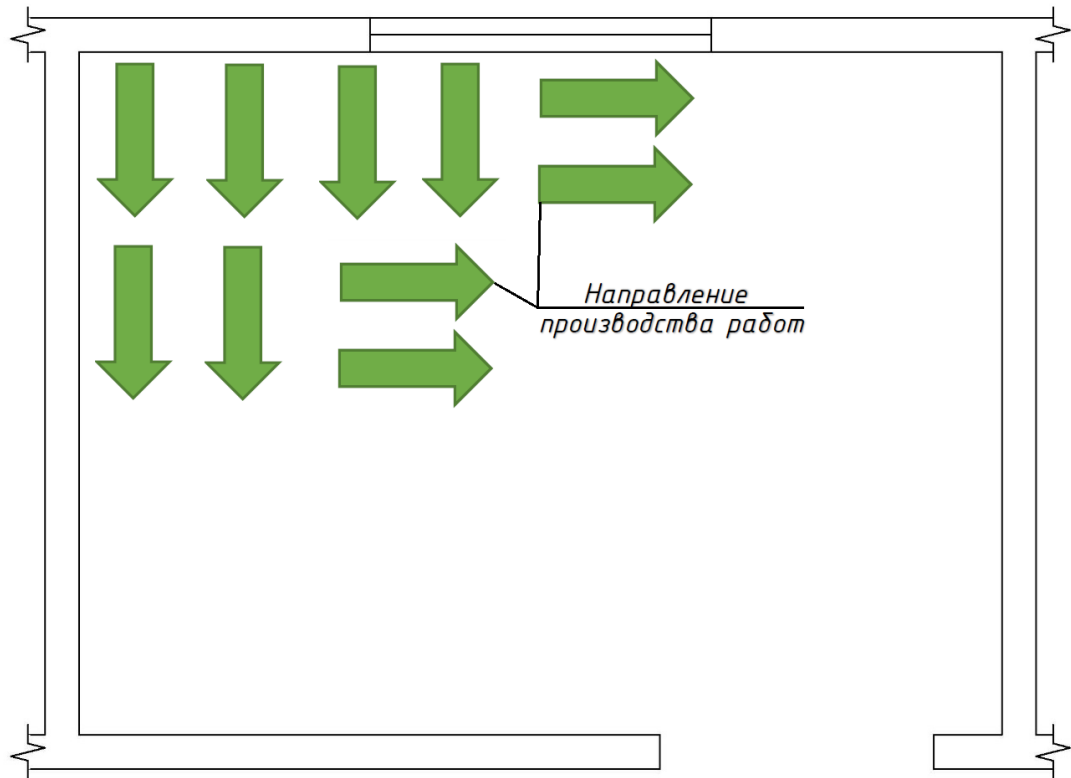 Направление
производства работ